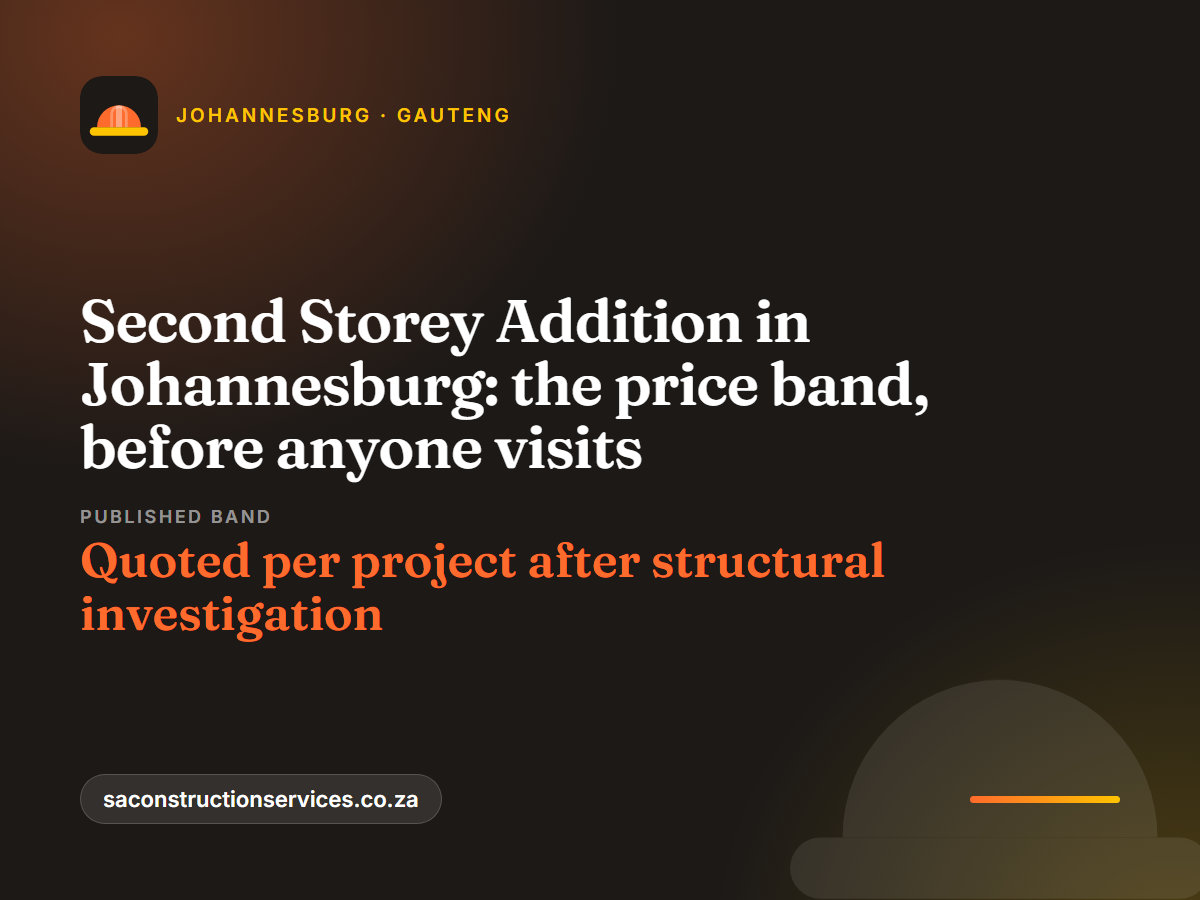 JOHANNESBURG · GAUTENG
Second Storey Addition in
Johannesburg: the price band,
before anyone visits
PUBLISHED BAND
Quoted per project after structural
investigation
saconstructionservices.co.za